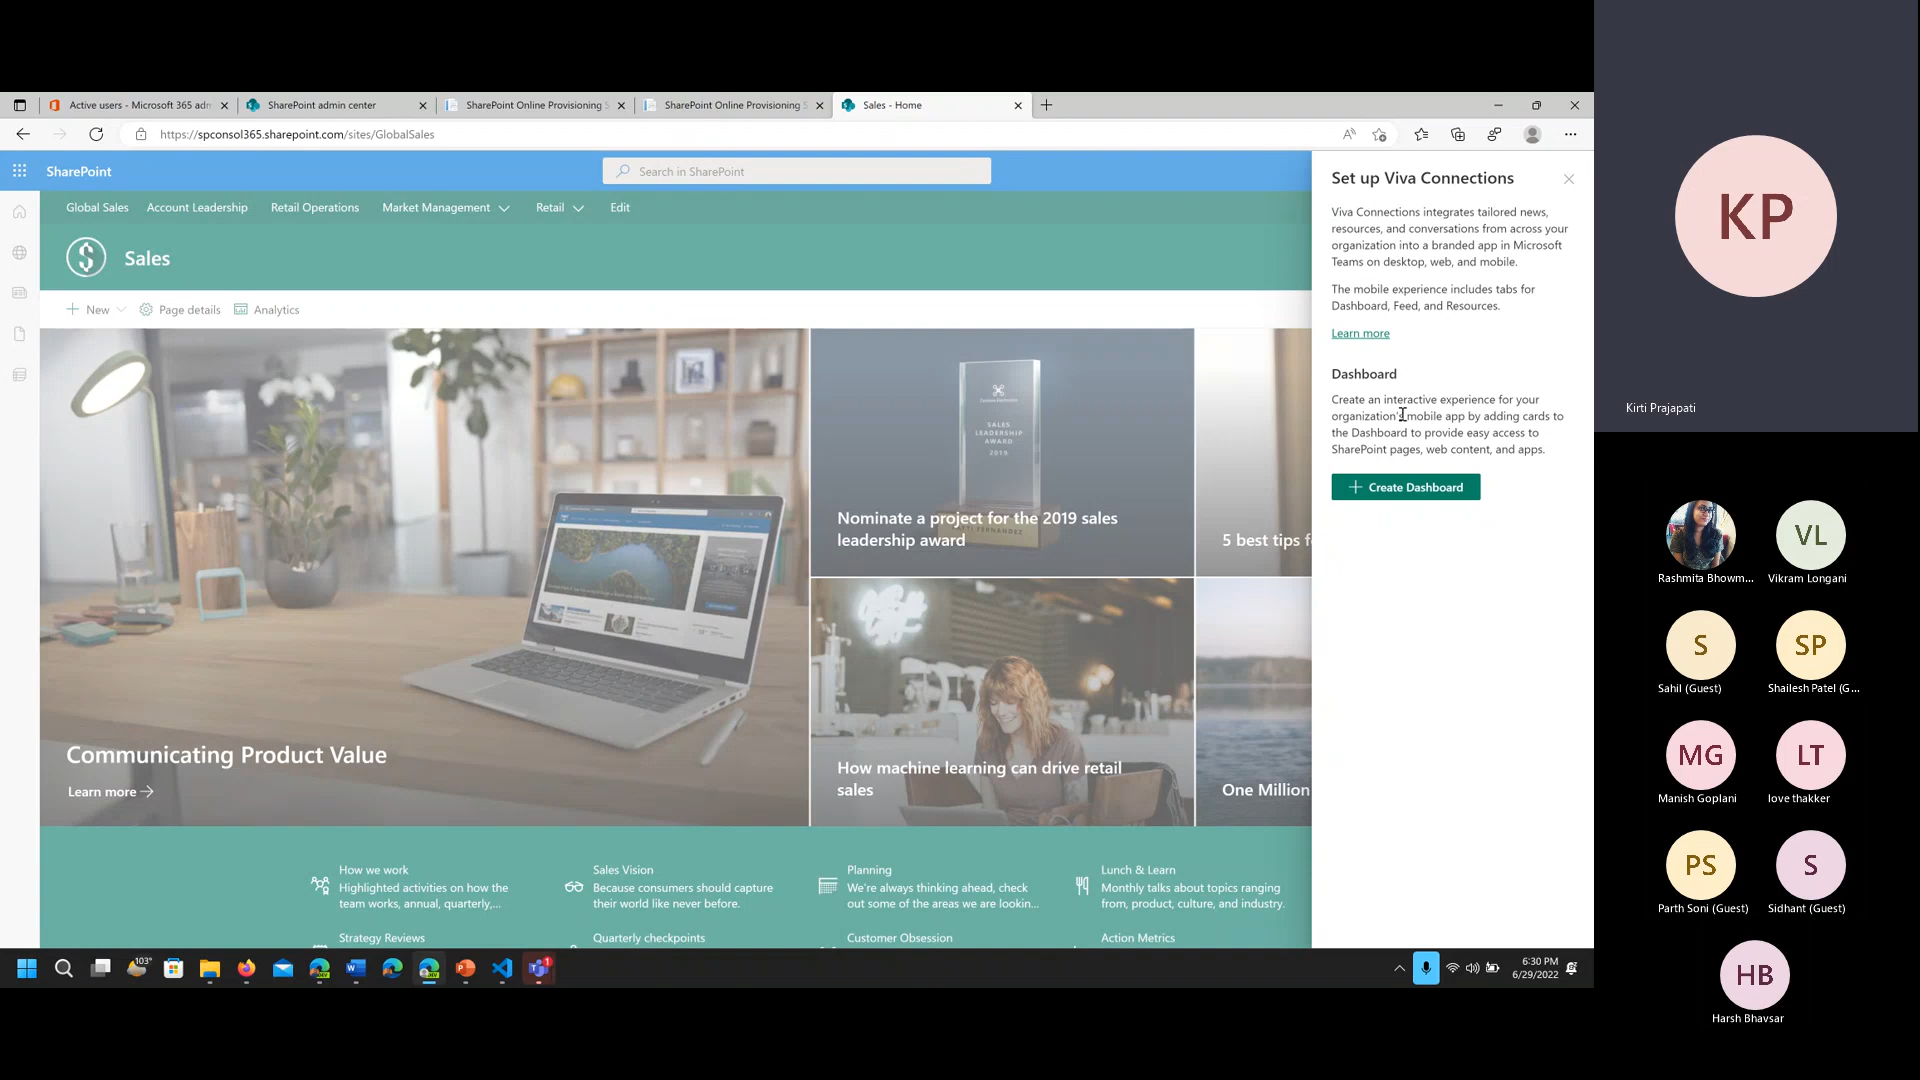 Active users - Microsoft 365 adm
SharePoint admin center
SharePoint Online Provisioning S
SharePoint Online Provisioning S
Sales - Home
https://spconsol365.sharepoint.com/sites/GlobalSales
SharePoint
Search in SharePoint
Global Sales
Account Leadership
Retail Operations
Market Management
Retail
Edit
Sales
New
Page details
Analytics
Communicating Product Value
Learn more
SALES
LEADERSHIP
AWARD
2019
Nominate a project for the 2019 sales
leadership award
5 best tips f
How machine learning can drive retail
sales
One Million
How we work
Highlighted activities on how the
team works, annual, quarterly,...
Sales Vision
Because consumers should capture
their world like never before.
Planning
We're always thinking ahead, check
out some of the areas we are lookin...
Lunch & Learn
Monthly talks about topics ranging
from, product, culture, and industry.
Strategy Reviews
Quarterly checkpoints
Customer Obsession
Action Metrics
Set up Viva Connections
Viva Connections integrates tailored news,
resources, and conversations from across your
organization into a branded app in Microsoft
Teams on desktop, web, and mobile.
The mobile experience includes tabs for
Dashboard, Feed, and Resources.
Learn more
Dashboard
Create an interactive experience for your
organization's mobile app by adding cards to
the Dashboard to provide easy access to
SharePoint pages, web content, and apps.
Create Dashboard
103°
1
6:30 PM
6/29/2022
KP
Kirti Prajapati
Rashmita Bhowm...
VL
Vikram Longani
S
Sahil (Guest)
SP
Shailesh Patel (G...
MG
Manish Goplani
LT
love thakker
PS
Parth Soni (Guest)
S
Sidhant (Guest)
HB
Harsh Bhavsar